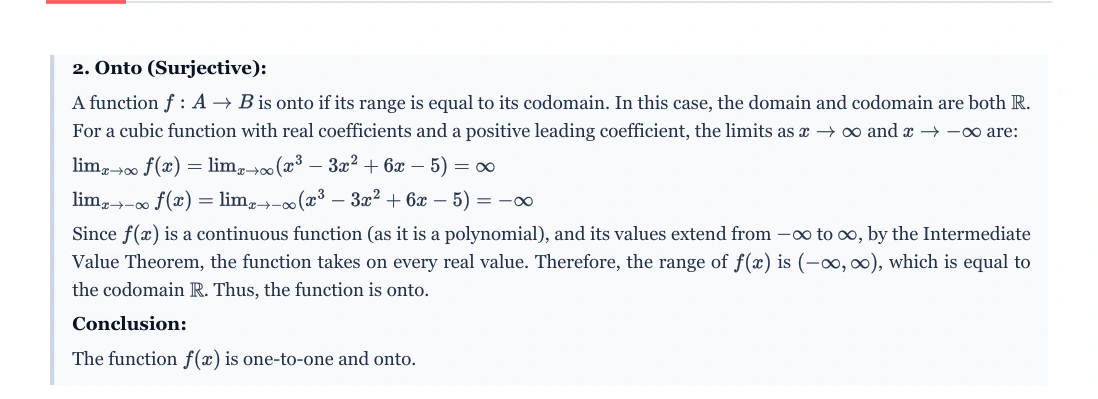 2. Onto (Surjective):
A function f : A → B is onto if its range is equal to its codomain. In this case, the domain and codomain are both ℝ.
For a cubic function with real coefficients and a positive leading coefficient, the limits as x → ∞ and x → −∞ are:
lim_{x→∞} f(x) = lim_{x→∞}(x³ − 3x² + 6x − 5) = ∞
lim_{x→−∞} f(x) = lim_{x→−∞}(x³ − 3x² + 6x − 5) = −∞
Since f(x) is a continuous function (as it is a polynomial), and its values extend from −∞ to ∞, by the Intermediate
Value Theorem, the function takes on every real value. Therefore, the range of f(x) is (−∞, ∞), which is equal to
the codomain ℝ. Thus, the function is onto.
Conclusion:
The function f(x) is one-to-one and onto.